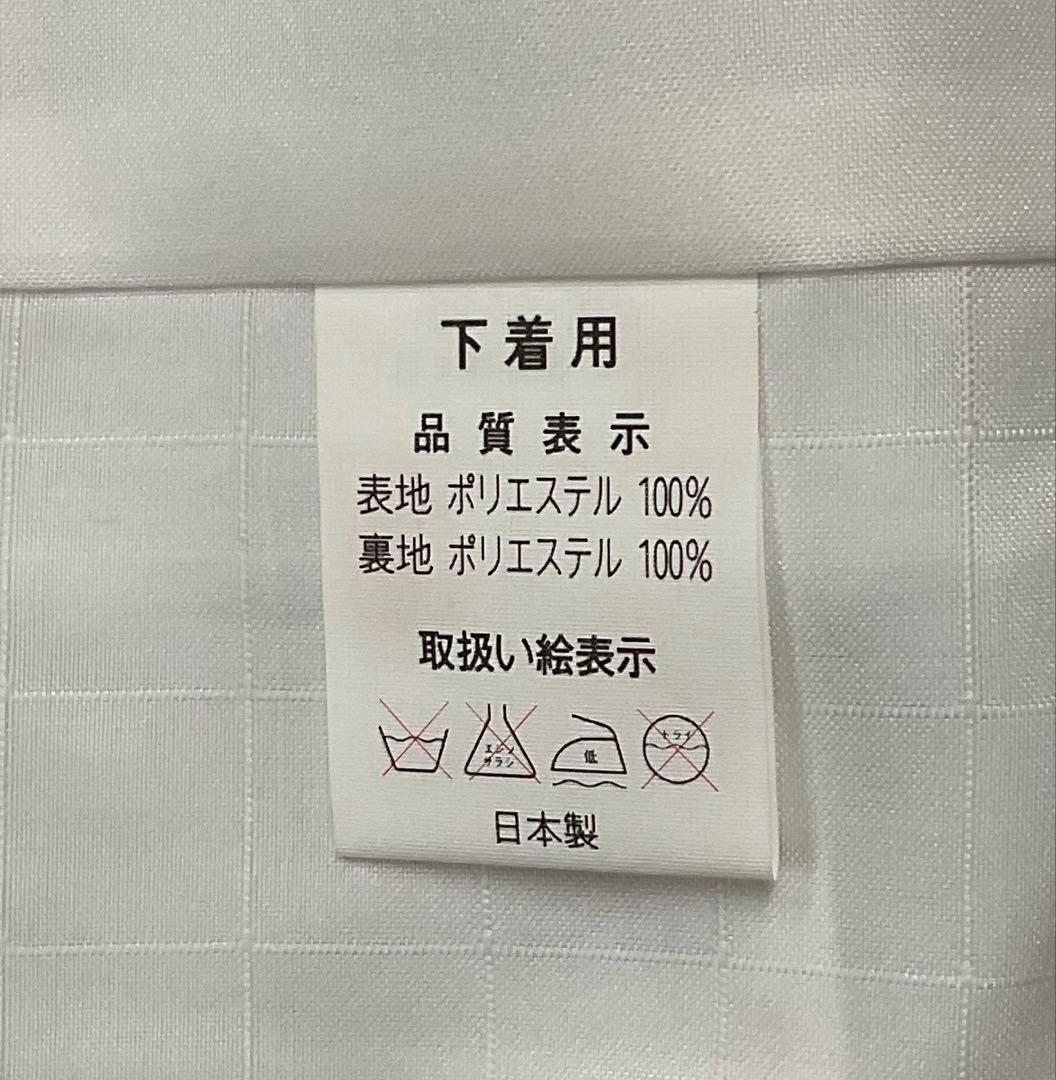 下着用
品質表示
表地 ポリエステル 100%
裏地 ポリエステル 100%
取扱い絵表示
エンソ
サラシ
低
ドライ
日本製